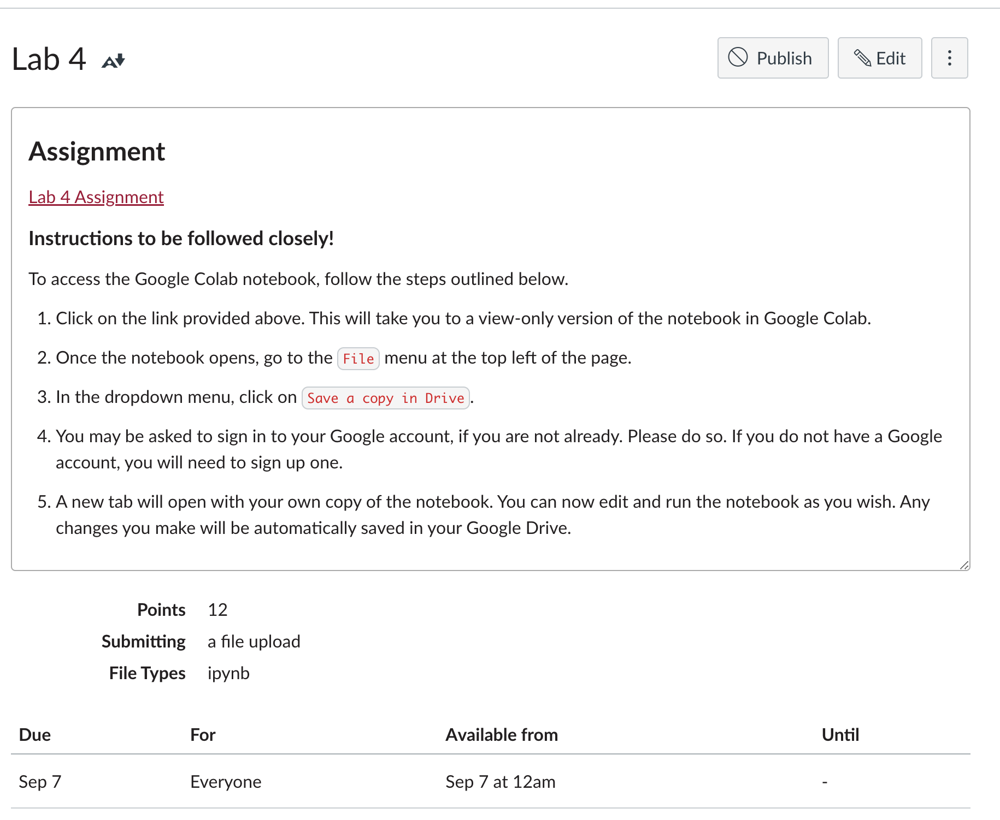 Lab 4
Publish
Edit
Assignment
Lab 4 Assignment
Instructions to be followed closely!
To access the Google Colab notebook, follow the steps outlined below.
1. Click on the link provided above. This will take you to a view-only version of the notebook in Google Colab.
2. Once the notebook opens, go to the File menu at the top left of the page.
3. In the dropdown menu, click on Save a copy in Drive.
4. You may be asked to sign in to your Google account, if you are not already. Please do so. If you do not have a Google
account, you will need to sign up one.
5. A new tab will open with your own copy of the notebook. You can now edit and run the notebook as you wish. Any
changes you make will be automatically saved in your Google Drive.
Points 12
Submitting a file upload
File Types ipynb
Due For Available from Until
Sep 7 Everyone Sep 7 at 12am -